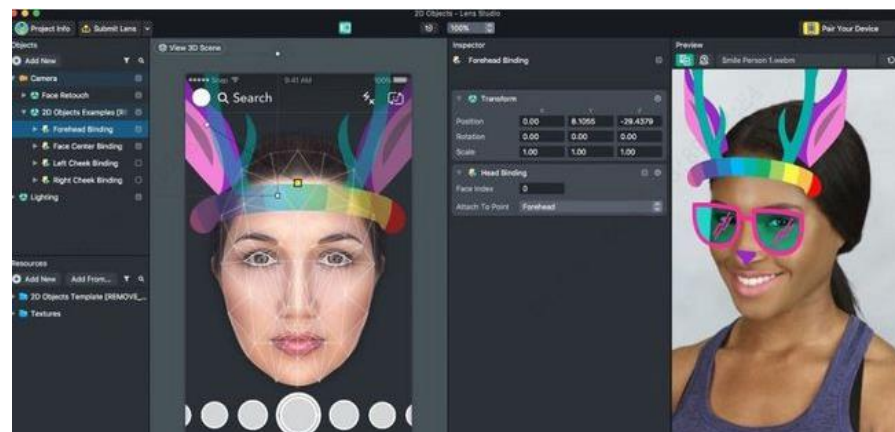 2D Objects - Lens Studio
Project Info
Submit Lens
100%
Pair Your Device
Objects
Add New
Camera
Face Retouch
2D Objects Examples [RE
Forehead Binding
Face Center Binding
Left Cheek Binding
Right Cheek Binding
Lighting
Resources
Add New
Add From...
2D Objects Template [REMOVE_...
Textures
View 3D Scene
Snap
9:41 AM
100%
Search
Inspector
Forehead Binding
Transform
X Y Z
Position 0.00 8.1055 -29.4379
Rotation 0.00 0.00 0.00
Scale 1.00 1.00 1.00
Head Binding
Face Index 0
Attach To Point Forehead
Preview
Smile Person 1.webm